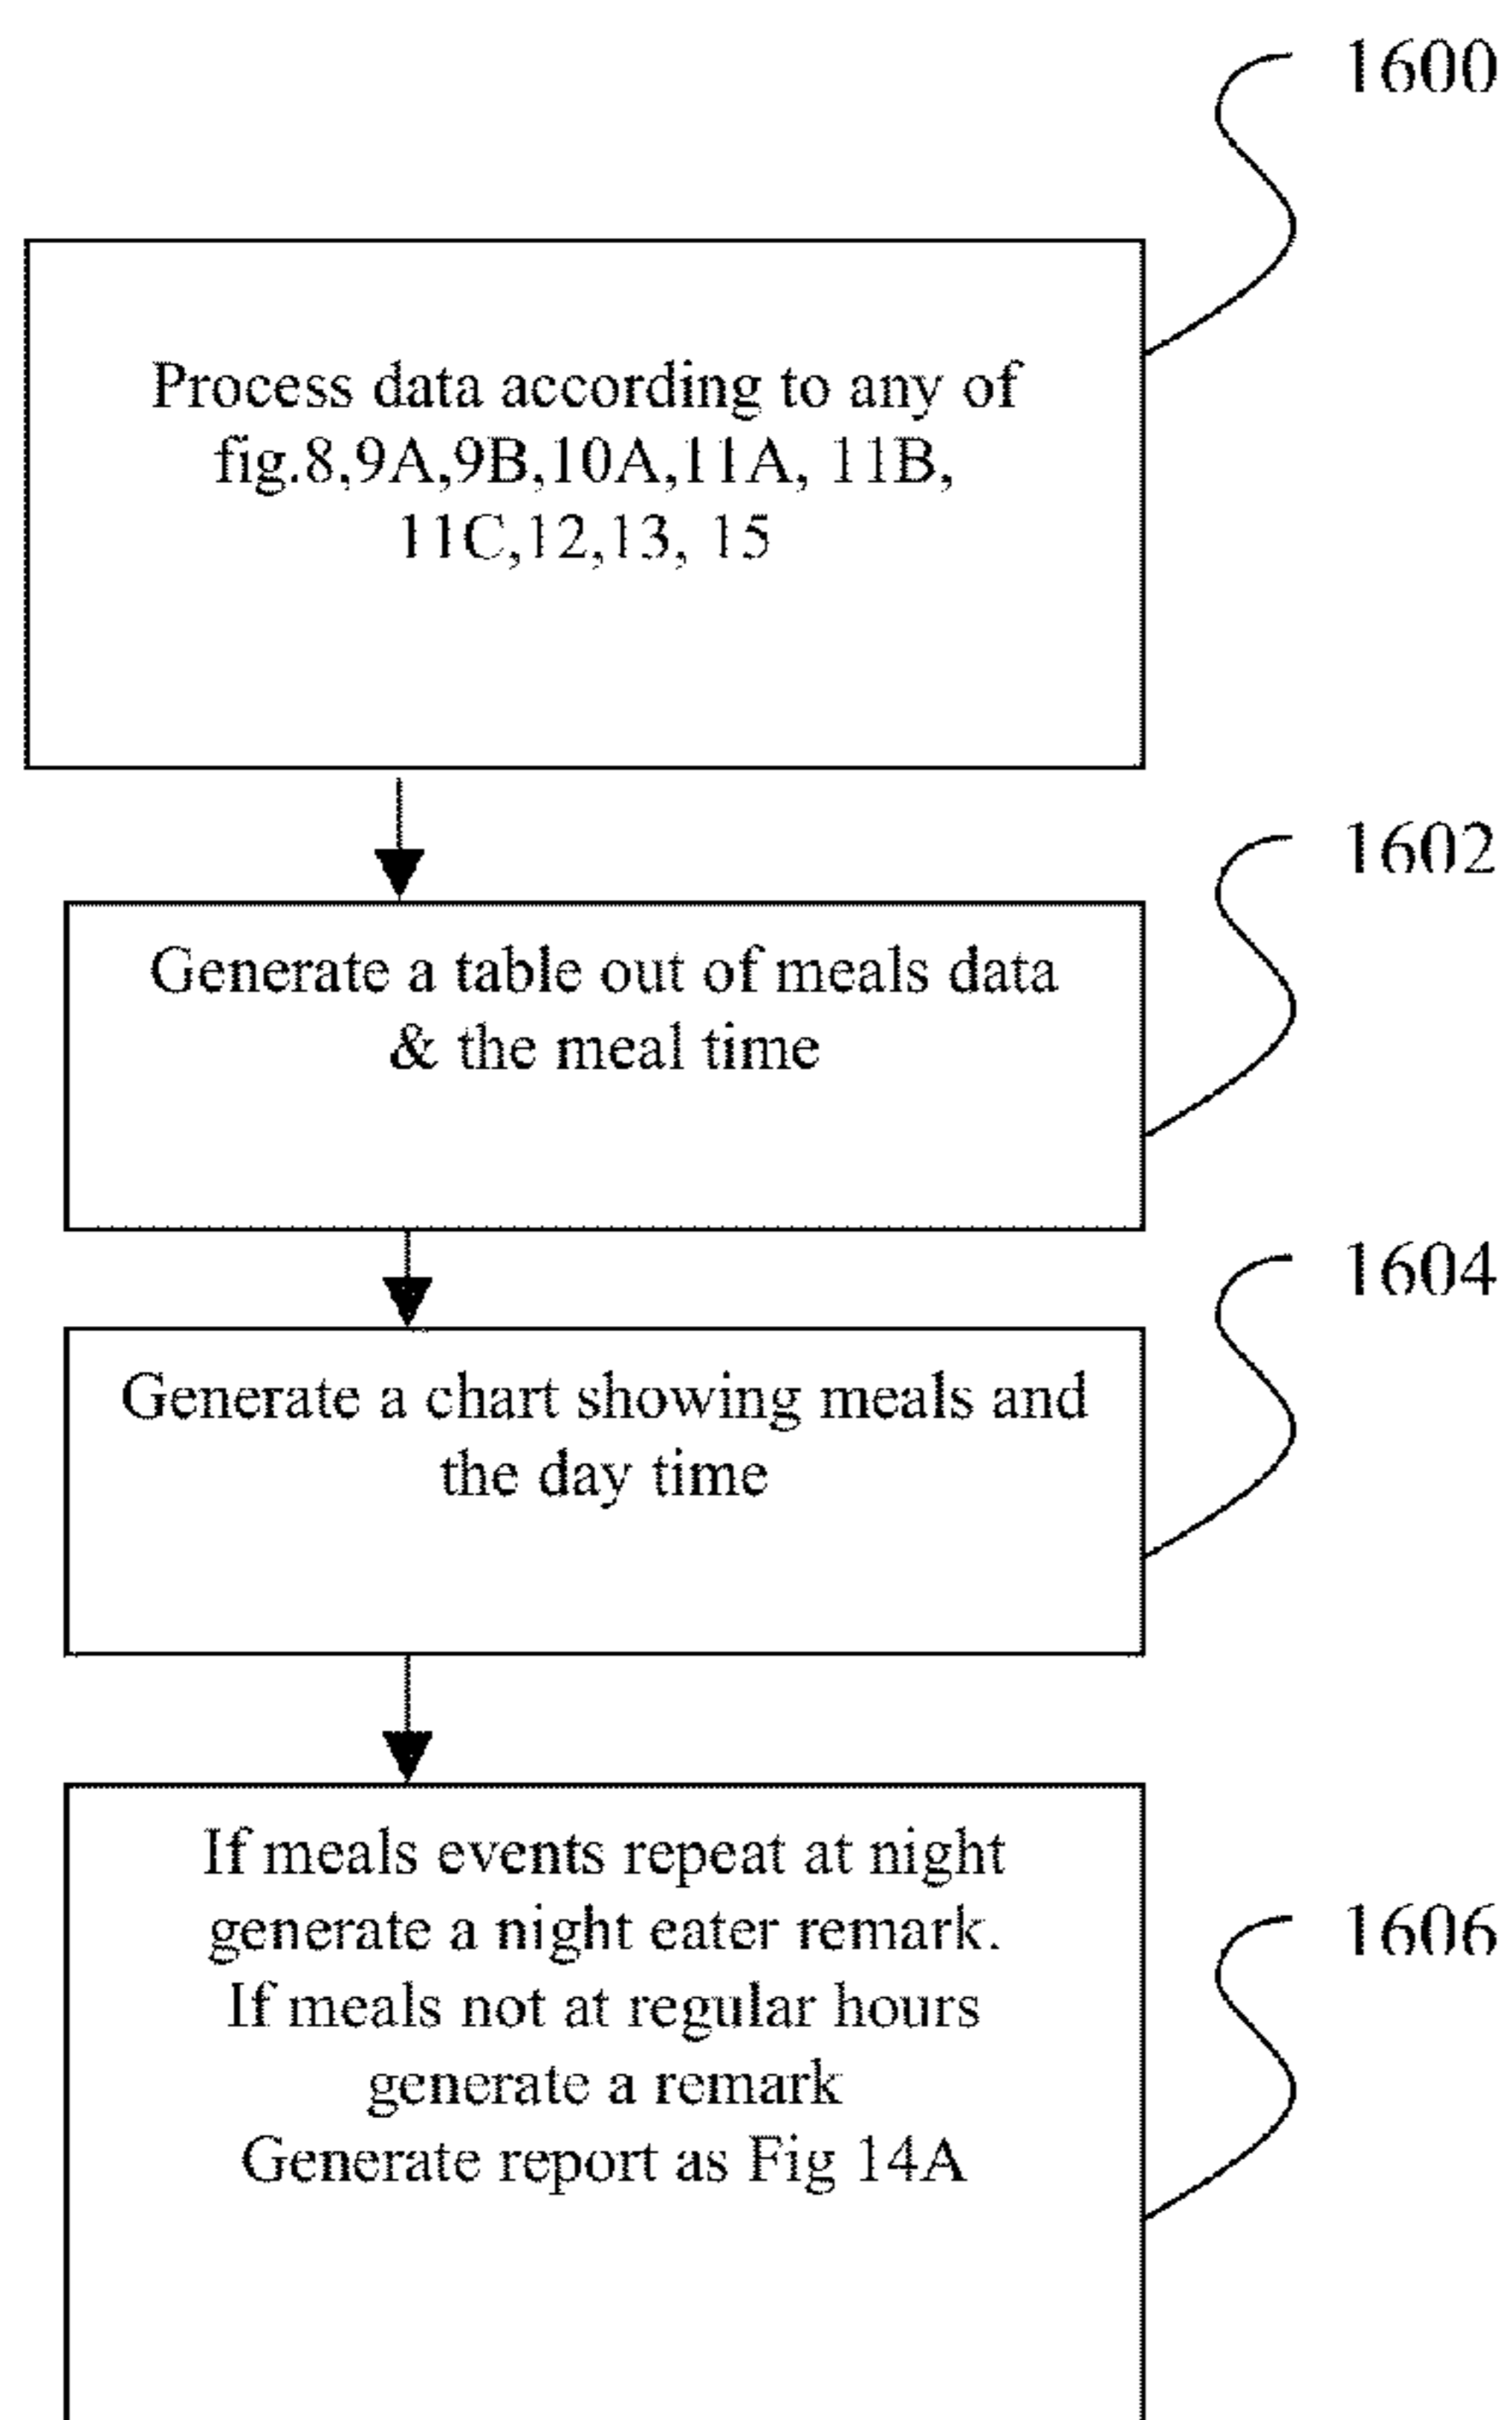 1600
Process data according to any of
fig.8,9A,9B,10A,11A, 11B,
11C,12,13, 15
1602
Generate a table out of meals data
& the meal time
1604
Generate a chart showing meals and
the day time
If meals events repeat at night
generate a night eater remark.
1606
If meals not at regular hours
generate a remark
Generate report as Fig 14A